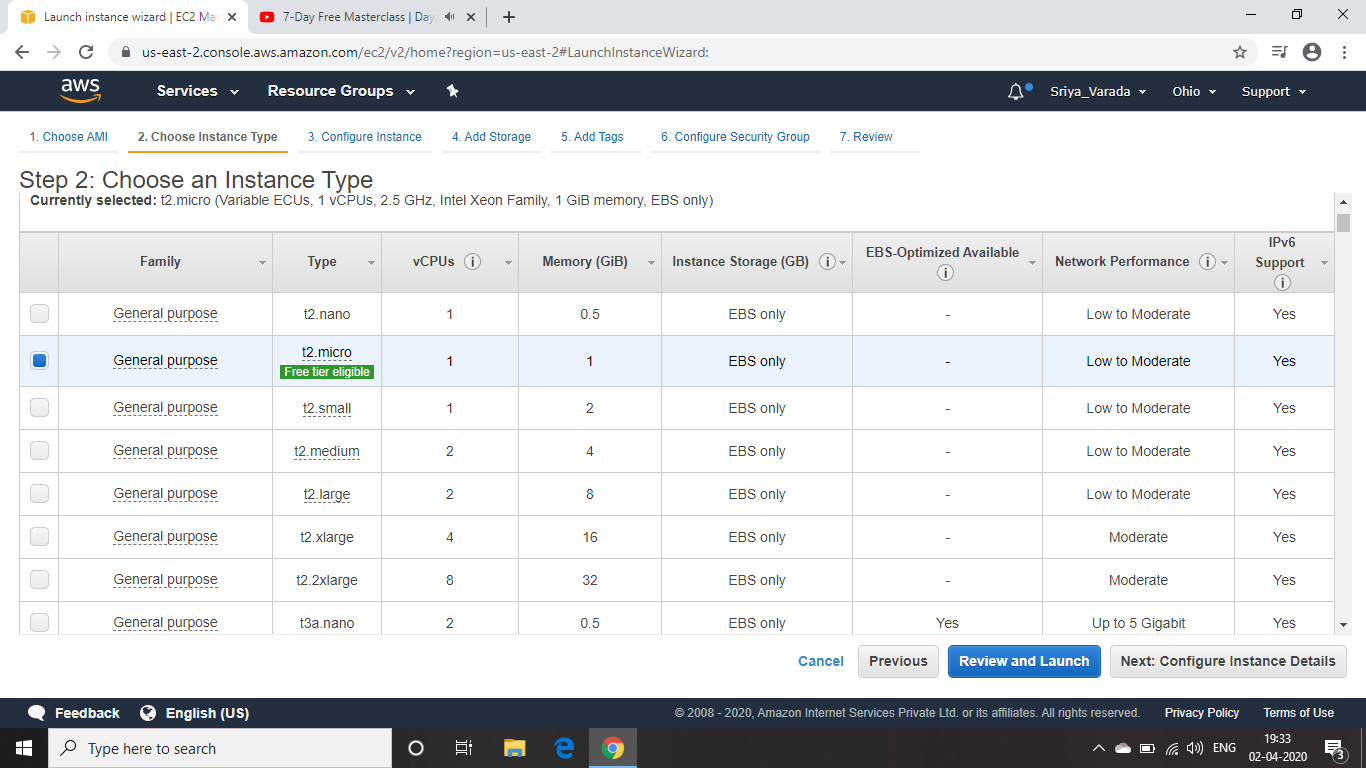 Launch instance wizard | EC2 Ma
7-Day Free Masterclass | Day
us-east-2.console.aws.amazon.com/ec2/v2/home?region=us-east-2#LaunchInstanceWizard:
aws Services Resource Groups Sriya_Varada Ohio Support
1. Choose AMI 2. Choose Instance Type 3. Configure Instance 4. Add Storage 5. Add Tags 6. Configure Security Group 7. Review
Step 2: Choose an Instance Type
Currently selected: t2.micro (Variable ECUs, 1 vCPUs, 2.5 GHz, Intel Xeon Family, 1 GiB memory, EBS only)
Family Type vCPUs Memory (GiB) Instance Storage (GB) EBS-Optimized Available Network Performance IPv6 Support
General purpose t2.nano 1 0.5 EBS only - Low to Moderate Yes
General purpose t2.micro Free tier eligible 1 1 EBS only - Low to Moderate Yes
General purpose t2.small 1 2 EBS only - Low to Moderate Yes
General purpose t2.medium 2 4 EBS only - Low to Moderate Yes
General purpose t2.large 2 8 EBS only - Low to Moderate Yes
General purpose t2.xlarge 4 16 EBS only - Moderate Yes
General purpose t2.2xlarge 8 32 EBS only - Moderate Yes
General purpose t3a.nano 2 0.5 EBS only Yes Up to 5 Gigabit Yes
Cancel Previous Review and Launch Next: Configure Instance Details
Feedback English (US) © 2008 - 2020, Amazon Internet Services Private Ltd. or its affiliates. All rights reserved. Privacy Policy Terms of Use
Type here to search
ENG
19:33
02-04-2020
3